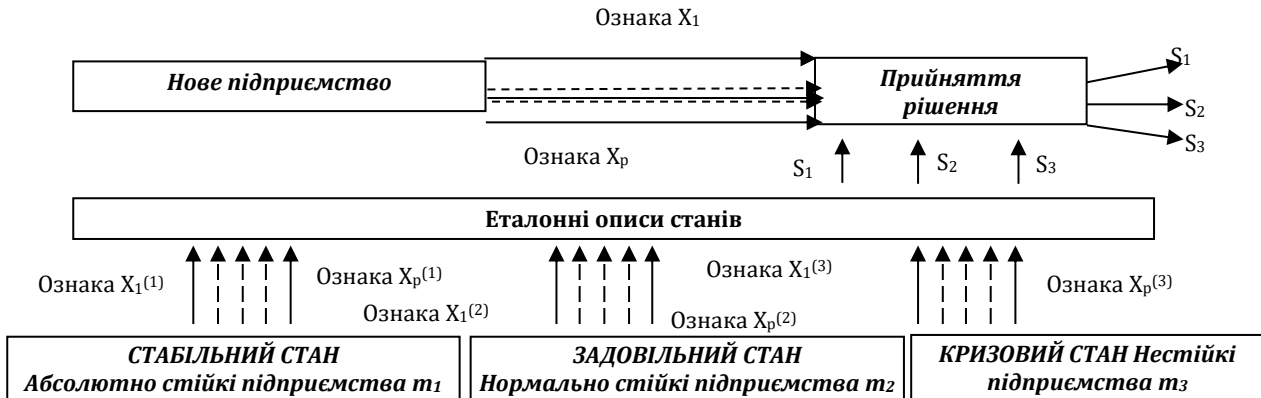 Ознака X₁
Нове підприємство
Прийняття
рішення
S₁
S₂
S₃
Ознака Xₚ
S₁
S₂
S₃
Еталонні описи станів
Ознака X₁⁽¹⁾
Ознака Xₚ⁽¹⁾
Ознака X₁⁽²⁾
Ознака Xₚ⁽²⁾
Ознака X₁⁽³⁾
Ознака Xₚ⁽³⁾
СТАБІЛЬНИЙ СТАН
Абсолютно стійкі підприємства m₁
ЗАДОВІЛЬНИЙ СТАН
Нормально стійкі підприємства m₂
КРИЗОВИЙ СТАН Нестійкі
підприємства m₃